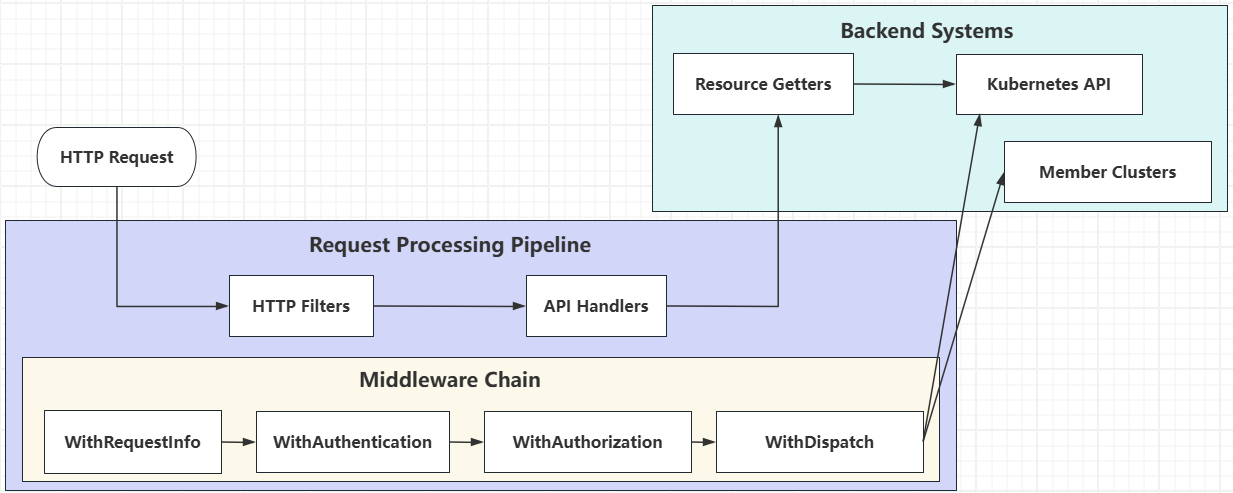 Backend Systems
Resource Getters
Kubernetes API
Member Clusters
HTTP Request
Request Processing Pipeline
HTTP Filters
API Handlers
Middleware Chain
WithRequestInfo
WithAuthentication
WithAuthorization
WithDispatch